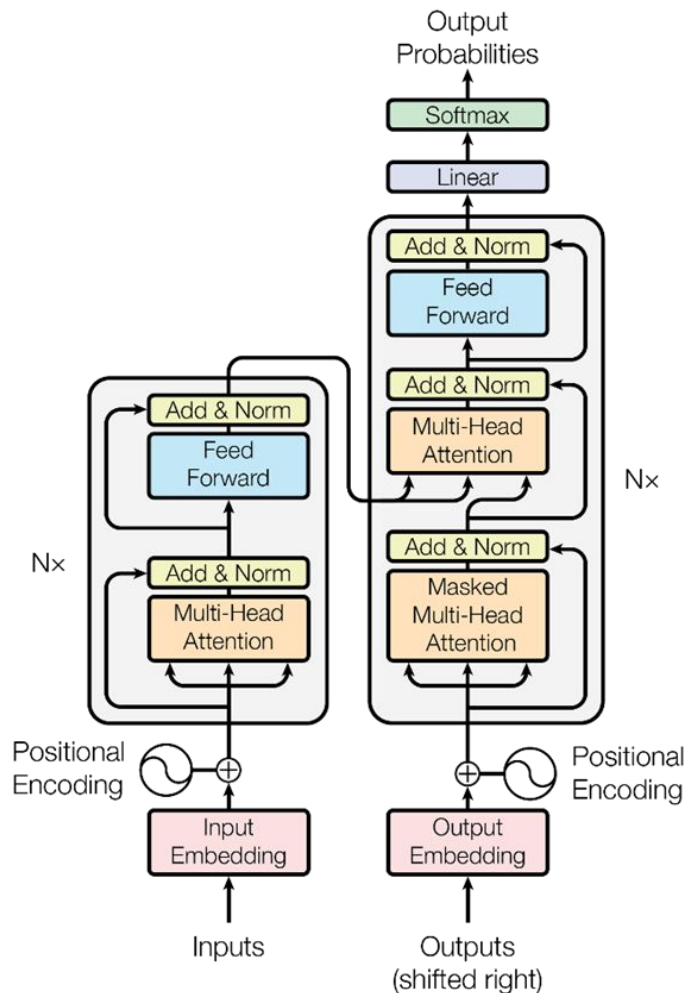 Output
Probabilities
Softmax
Linear
Add & Norm
Feed
Forward
Add & Norm
Multi-Head
Attention
Add & Norm
Masked
Multi-Head
Attention
N×
Add & Norm
Feed
Forward
Add & Norm
Multi-Head
Attention
N×
Positional
Encoding
Positional
Encoding
Input
Embedding
Output
Embedding
Inputs
Outputs
(shifted right)